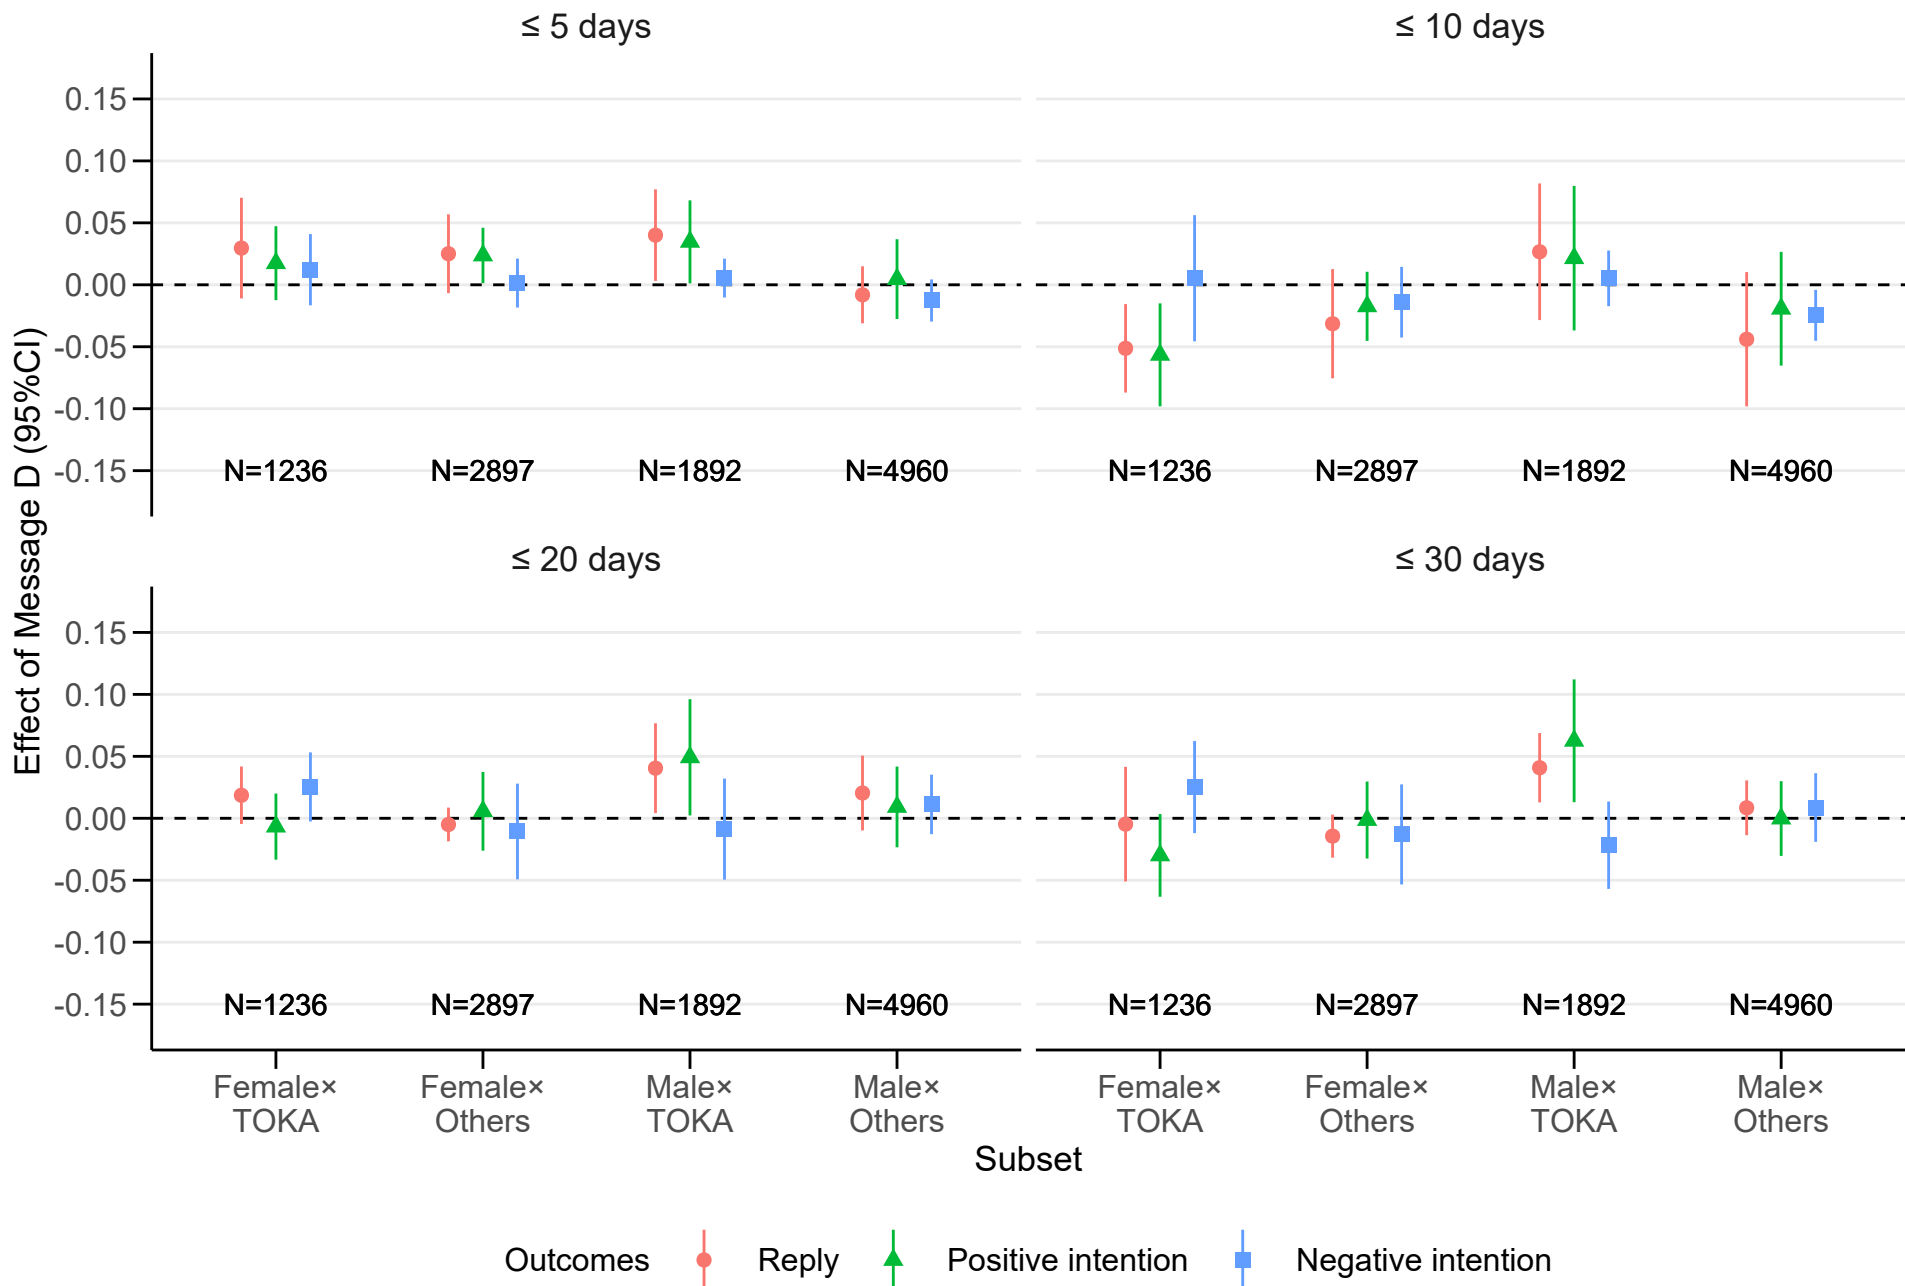 ≤ 5 days
≤ 10 days
0.15
0.10
0.05
0.00
-0.05
-0.10
-0.15
N=1236 N=2897 N=1892 N=4960
N=1236 N=2897 N=1892 N=4960
Effect of Message D (95%CI)
≤ 20 days
≤ 30 days
0.15
0.10
0.05
0.00
-0.05
-0.10
-0.15
N=1236 N=2897 N=1892 N=4960
N=1236 N=2897 N=1892 N=4960
Female× Female× Male× Male×
TOKA Others TOKA Others
Female× Female× Male× Male×
TOKA Others TOKA Others
Subset
Outcomes Reply Positive intention Negative intention